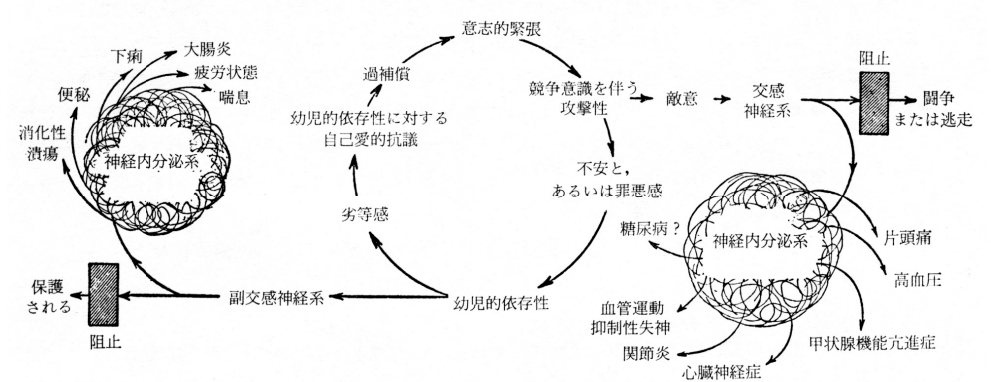 下痢
大腸炎
疲労状態
喘息
便秘
消化性
潰瘍
神経内分泌系
意志的緊張
過補償
幼児的依存性に対する
自己愛的抗議
劣等感
競争意識を伴う
攻撃性
敵意
交感
神経系
阻止
闘争
または逃走
不安と,
あるいは罪悪感
糖尿病?
神経内分泌系
片頭痛
高血圧
保護
される
阻止
副交感神経系
幼児的依存性
血管運動
抑制性失神
関節炎
心臓神経症
甲状腺機能亢進症